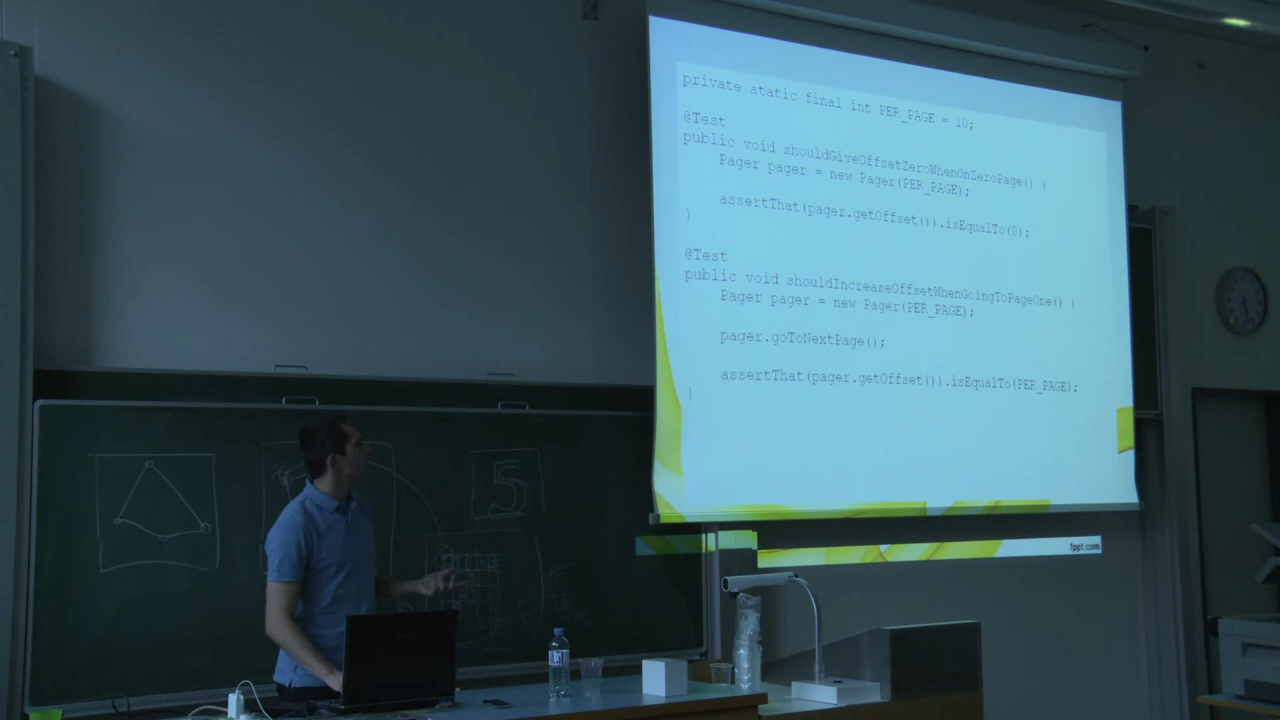 private static final int PER_PAGE = 10;
@Test
public void shouldGiveOffsetZeroWhenOnZeroPage() {
Pager pager = new Pager(PER_PAGE);
assertThat(pager.getOffset()).isEqualTo(0);
}
@Test
public void shouldIncreaseOffsetWhenGoingToPageOne() {
Pager pager = new Pager(PER_PAGE);
pager.goToNextPage();
assertThat(pager.getOffset()).isEqualTo(PER_PAGE);
}
fppt.com
5